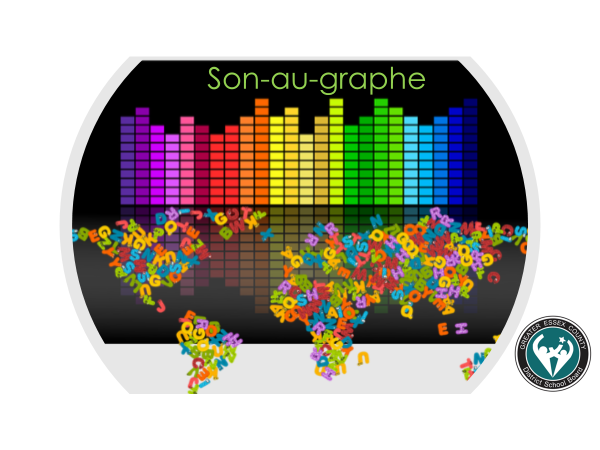 Son-au-graphe
GREATER ESSEX COUNTY
District School Board